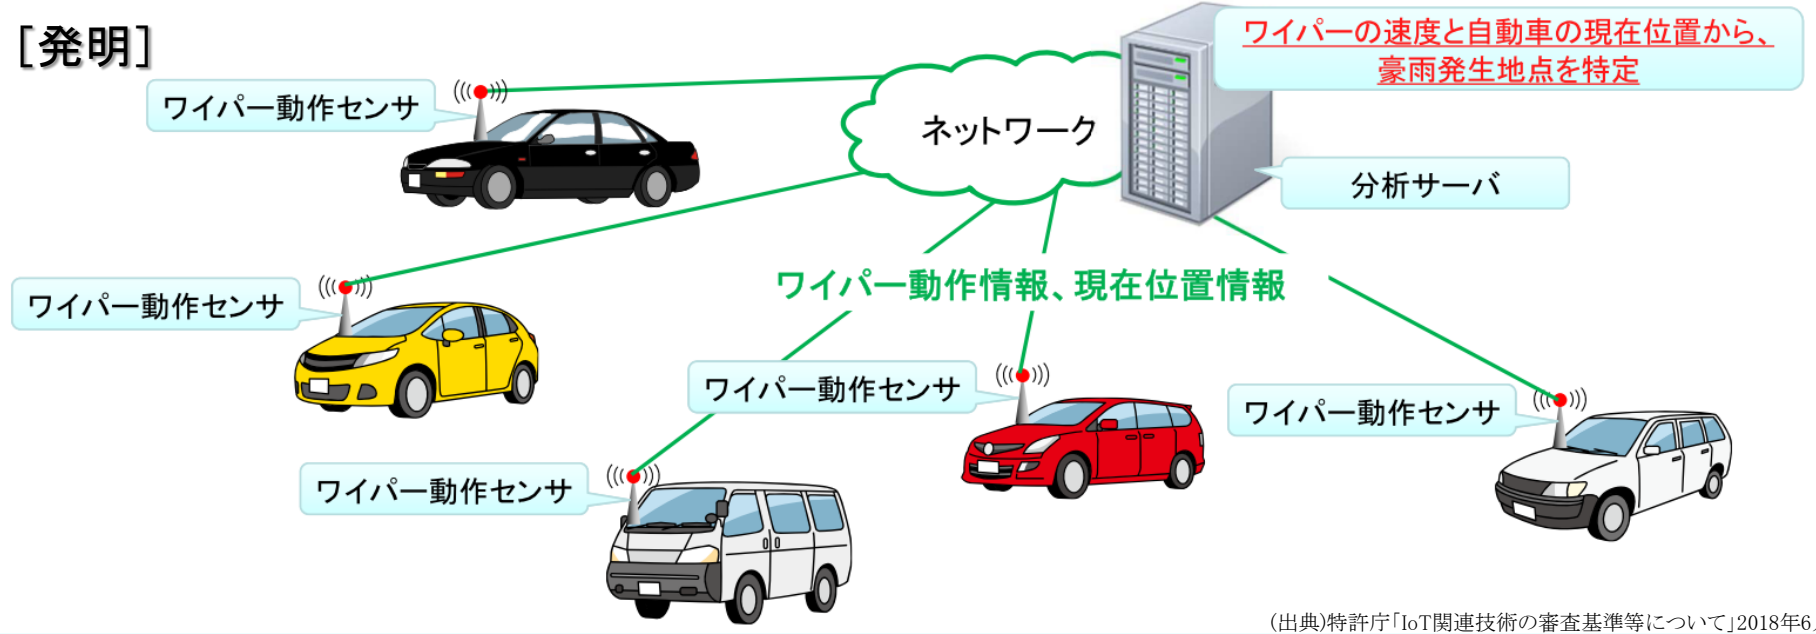 [発明]
ワイパーの速度と自動車の現在位置から、
豪雨発生地点を特定
ワイパー動作センサ
ネットワーク
分析サーバ
ワイパー動作センサ
ワイパー動作情報、現在位置情報
ワイパー動作センサ
ワイパー動作センサ
ワイパー動作センサ
(出典)特許庁「IoT関連技術の審査基準等について」2018年6